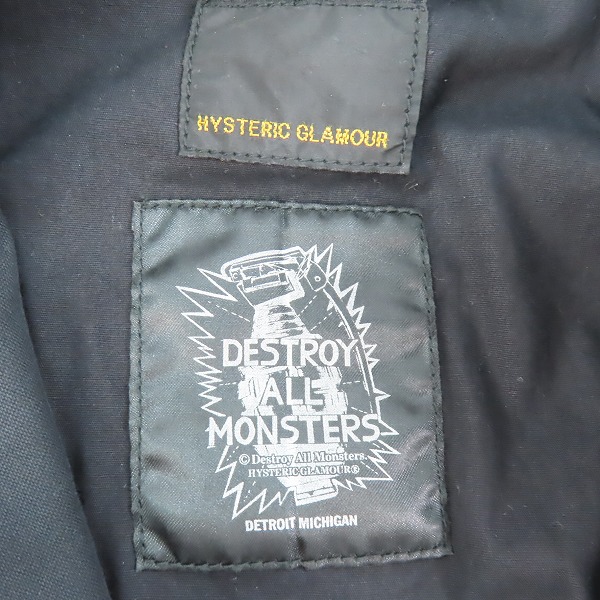 HYSTERIC GLAMOUR
DESTROY
ALL
MONSTERS
© Destroy All Monsters.
HYSTERIC GLAMOUR®
DETROIT MICHIGAN